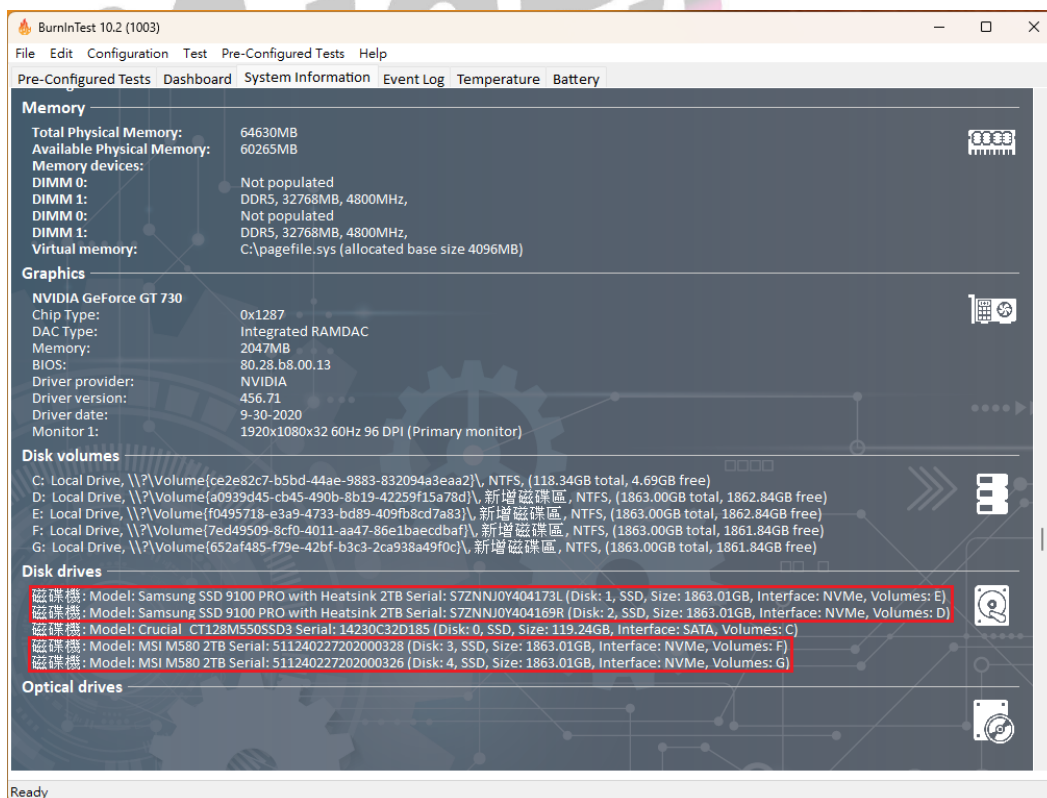 BurnInTest 10.2 (1003)
File Edit Configuration Test Pre-Configured Tests Help
Pre-Configured Tests Dashboard System Information Event Log Temperature Battery
Memory
Total Physical Memory: 64630MB
Available Physical Memory: 60265MB
Memory devices:
DIMM 0: Not populated
DIMM 1: DDR5, 32768MB, 4800MHz,
DIMM 0: Not populated
DIMM 1: DDR5, 32768MB, 4800MHz,
Virtual memory: C:\pagefile.sys (allocated base size 4096MB)
Graphics
NVIDIA GeForce GT 730
Chip Type: 0x1287
DAC Type: Integrated RAMDAC
Memory: 2047MB
BIOS: 80.28.b8.00.13
Driver provider: NVIDIA
Driver version: 456.71
Driver date: 9-30-2020
Monitor 1: 1920x1080x32 60Hz 96 DPI (Primary monitor)
Disk volumes
C: Local Drive, \\?\Volume{ce2e82c7-b5bd-44ae-9883-832094a3eaa2}\, NTFS, (118.34GB total, 4.69GB free)
D: Local Drive, \\?\Volume{a0939d45-cb45-490b-8b19-42259f15a78d}\, 新增磁碟區, NTFS, (1863.00GB total, 1862.84GB free)
E: Local Drive, \\?\Volume{f0495718-e3a9-4733-bd89-409fb8cd7a83}\, 新增磁碟區, NTFS, (1863.00GB total, 1862.84GB free)
F: Local Drive, \\?\Volume{7ed49509-8cf0-4011-aa47-86e1baecdbaf}\, 新增磁碟區, NTFS, (1863.00GB total, 1861.84GB free)
G: Local Drive, \\?\Volume{652af485-f79e-42bf-b3c3-2ca938a49f0c}\, 新增磁碟區, NTFS, (1863.00GB total, 1861.84GB free)
Disk drives
磁碟機: Model: Samsung SSD 9100 PRO with Heatsink 2TB Serial: S7ZNNJ0Y404173L (Disk: 1, SSD, Size: 1863.01GB, Interface: NVMe, Volumes: E)
磁碟機: Model: Samsung SSD 9100 PRO with Heatsink 2TB Serial: S7ZNNJ0Y404169R (Disk: 2, SSD, Size: 1863.01GB, Interface: NVMe, Volumes: D)
磁碟機: Model: Crucial_CT128M550SSD3 Serial: 14230C32D185 (Disk: 0, SSD, Size: 119.24GB, Interface: SATA, Volumes: C)
磁碟機: Model: MSI M580 2TB Serial: 511240227202000328 (Disk: 3, SSD, Size: 1863.01GB, Interface: NVMe, Volumes: F)
磁碟機: Model: MSI M580 2TB Serial: 511240227202000326 (Disk: 4, SSD, Size: 1863.01GB, Interface: NVMe, Volumes: G)
Optical drives
Ready